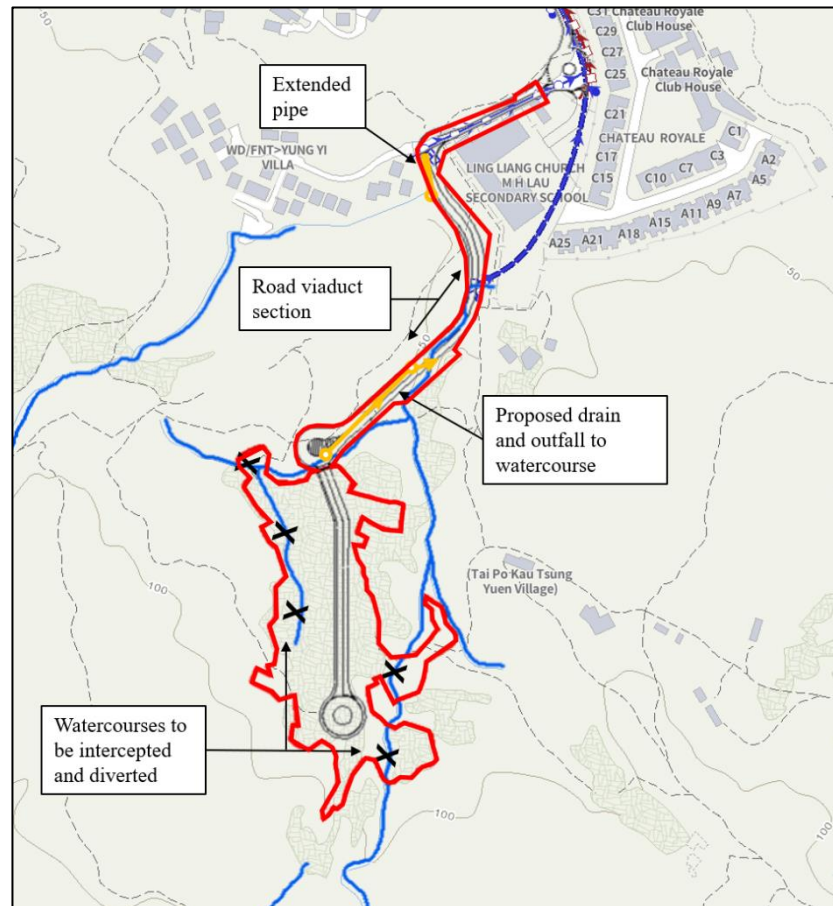 50
C31 Chateau Royale
Club House
C29
C27
C25
Chateau Royale
Club House
Extended
pipe
C21
CHATEAU ROYALE
C1
WD/FNT>YUNG YI
VILLA
LING LIANG CHURCH
M H LAU
SECONDARY SCHOOL
C17
C15
C10
C7
C3
A2
A5
A7
A9
A11
A15
A18
A21
A25
Road viaduct
section
50
50
Proposed drain
and outfall to
watercourse
X
X
100
(Tai Po Kau Tsung
Yuen Village)
X
X
Watercourses to
be intercepted
and diverted
X
100
100